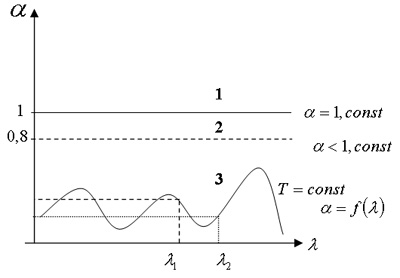 α
1
1
α = 1, const
2
0,8
α < 1, const
3
T = const
α = f(λ)
λ₁
λ₂
λ